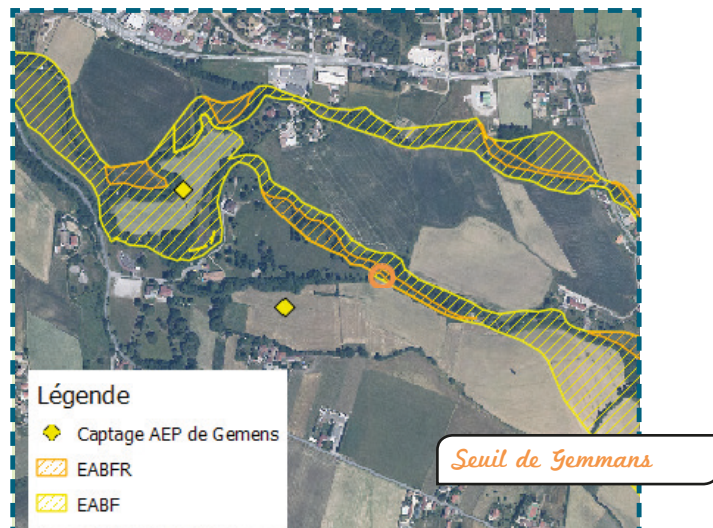 Légende
Captage AEP de Gemens
EABFR
EABF
Seuil de Gemmans